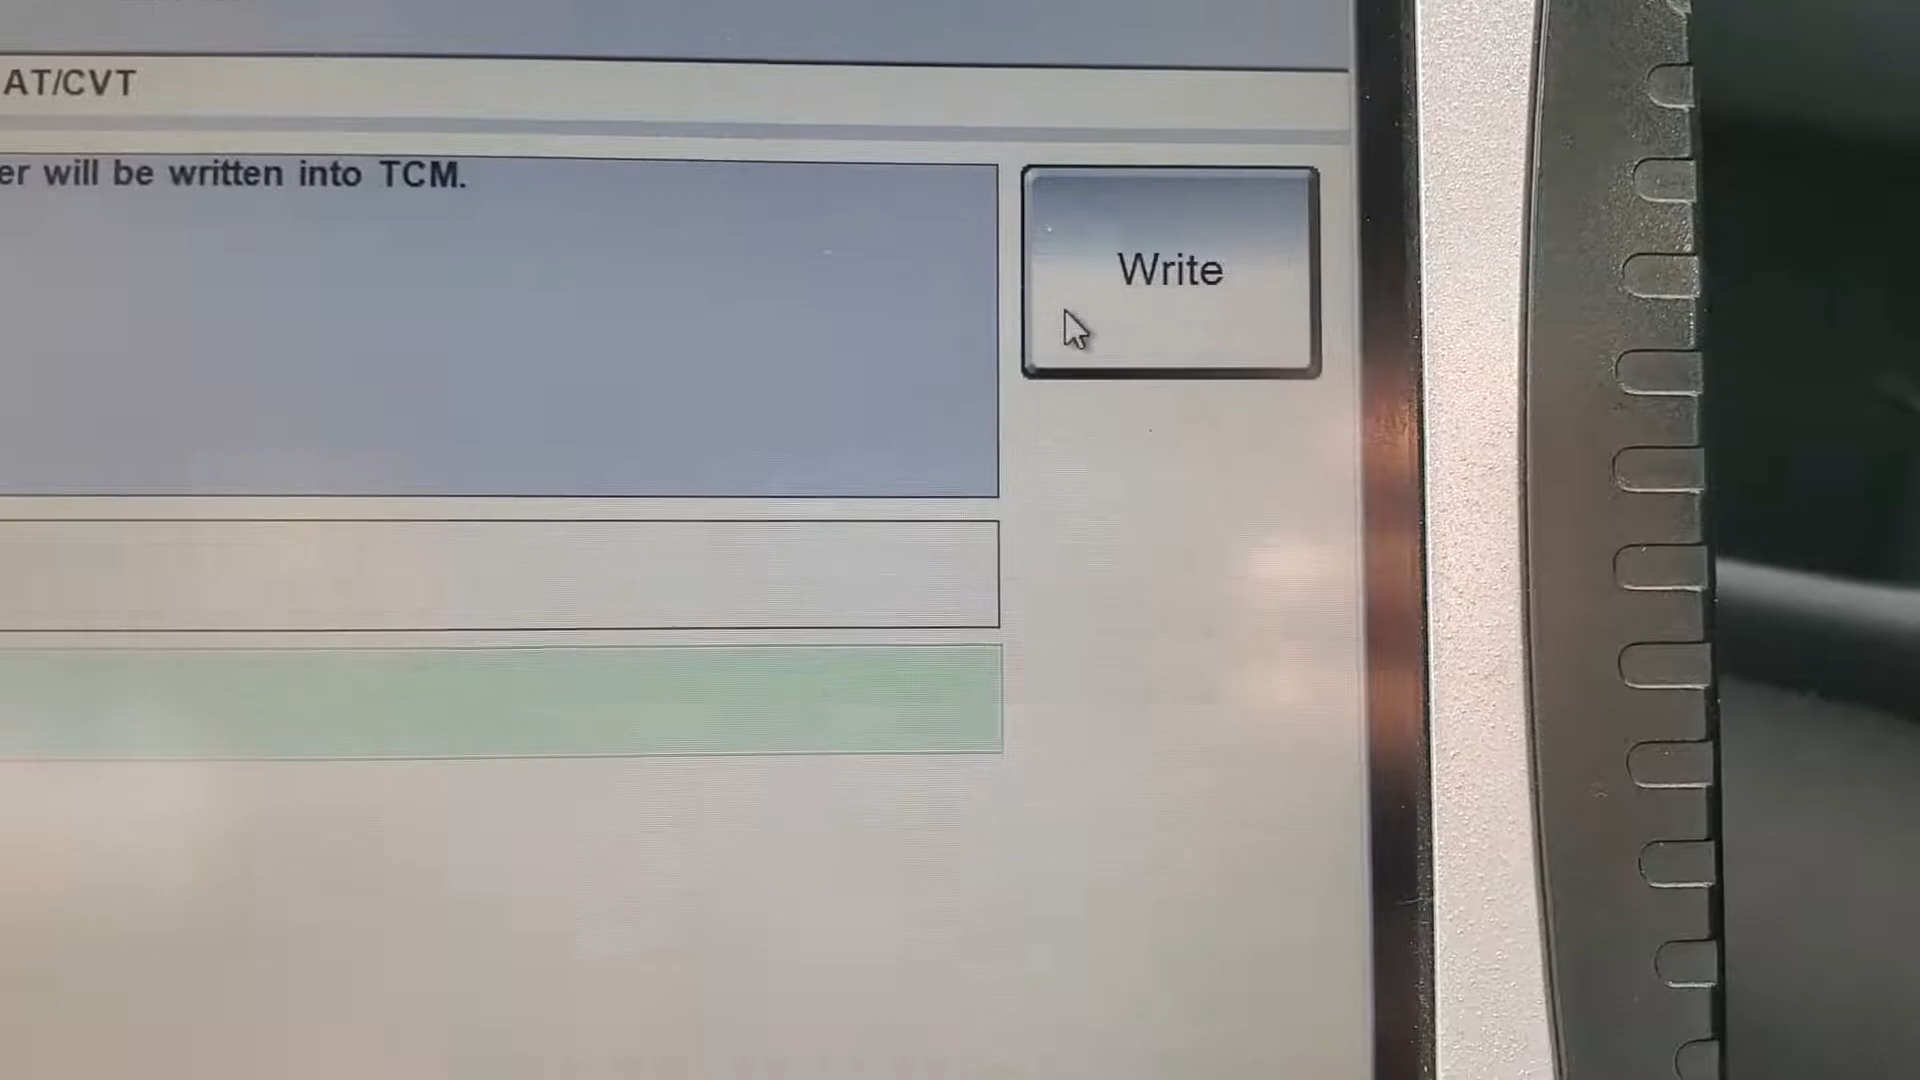 AT/CVT
er will be written into TCM.
Write